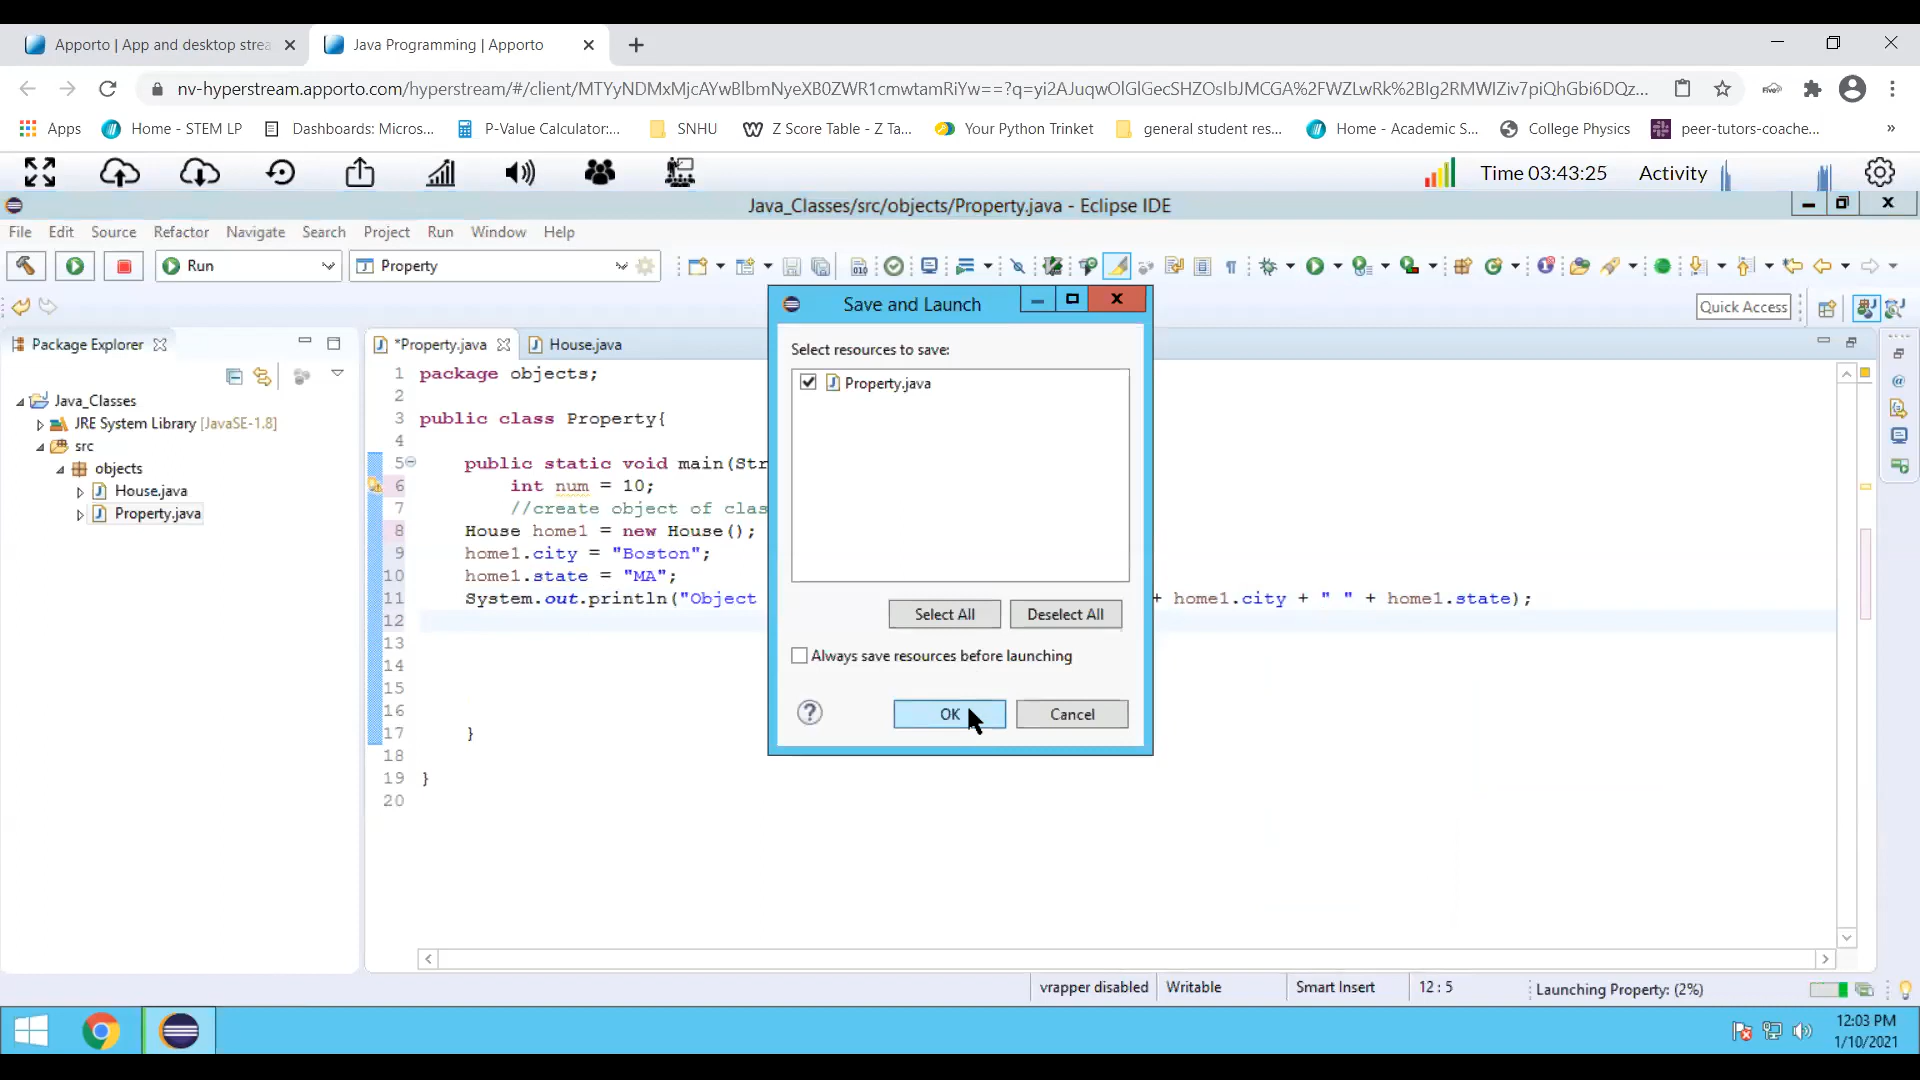 Apporto | App and desktop strea
Java Programming | Apporto
nv-hyperstream.apporto.com/hyperstream/#/client/MTYyNDMxMjcAYwBlbmNyeXB0ZWR1cmwtamRiYw==?q=yi2AJuqwOlGlGecSHZOsIbJMCGA%2FWZLwRk%2BIg2RMWIZiv7piQhGbi6DQz...
Apps
Home - STEM LP
Dashboards: Micros...
P-Value Calculator:...
SNHU
Z Score Table - Z Ta...
Your Python Trinket
general student res...
Home - Academic S...
College Physics
peer-tutors-coache...
»
Time 03:43:25
Activity
Java_Classes/src/objects/Property.java - Eclipse IDE
File Edit Source Refactor Navigate Search Project Run Window Help
Run
Property
Quick Access
Package Explorer
*Property.java
House.java
Java_Classes
JRE System Library [JavaSE-1.8]
src
objects
House.java
Property.java
1 package objects;
2
3 public class Property{
4
5 public static void main(Str
6 int num = 10;
7 //create object of clas
8 House home1 = new House();
9 home1.city = "Boston";
10 home1.state = "MA";
11 System.out.println("Object + home1.city + " " + home1.state);
12
13
14
15
16
17 }
18
19 }
20
Save and Launch
Select resources to save:
Property.java
Select All
Deselect All
Always save resources before launching
OK
Cancel
vrapper disabled
Writable
Smart Insert
12 : 5
Launching Property: (2%)
12:03 PM
1/10/2021